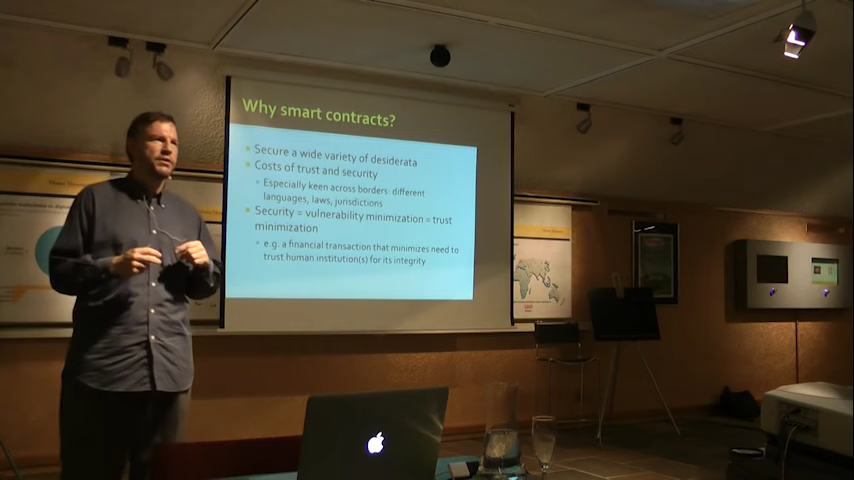 Why smart contracts?
Secure a wide variety of desiderata
Costs of trust and security
Especially keen across borders: different
languages, laws, jurisdictions
Security = vulnerability minimization = trust
minimization
e.g. a financial transaction that minimizes need to
trust human institution(s) for its integrity